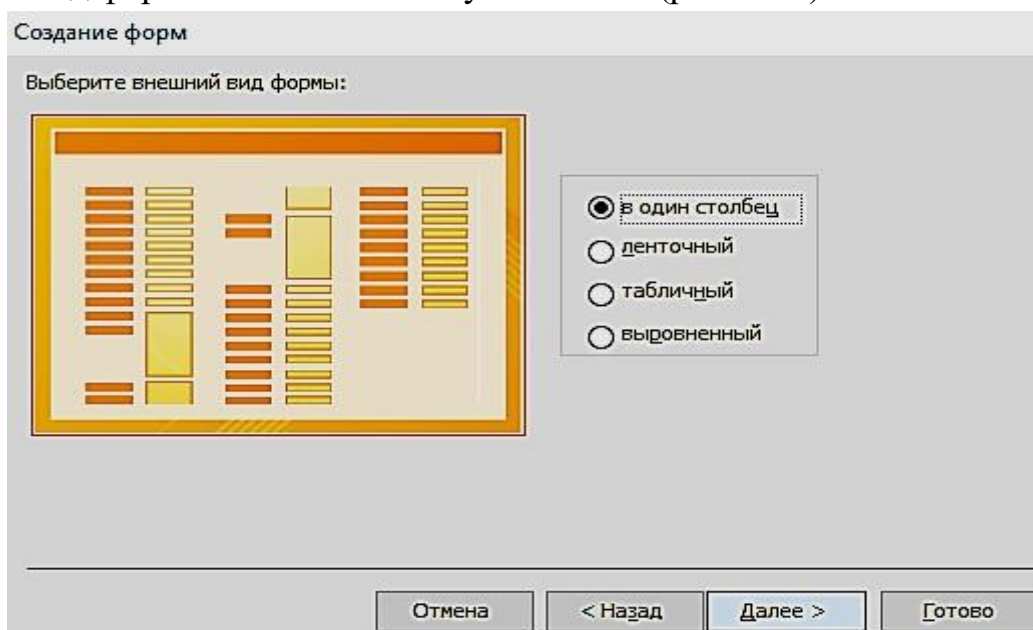 Создание форм
Выберите внешний вид формы:
в один столбец
ленточный
табличный
выровненный
Отмена
< Назад
Далее >
Готово